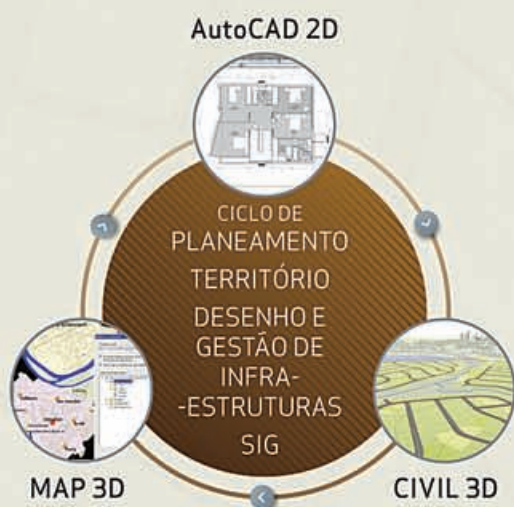 AutoCAD 2D
CICLO DE
PLANEAMENTO
TERRITÓRIO
DESENHO E
GESTÃO DE
INFRA-
-ESTRUTURAS
SIG
MAP 3D
CIVIL 3D